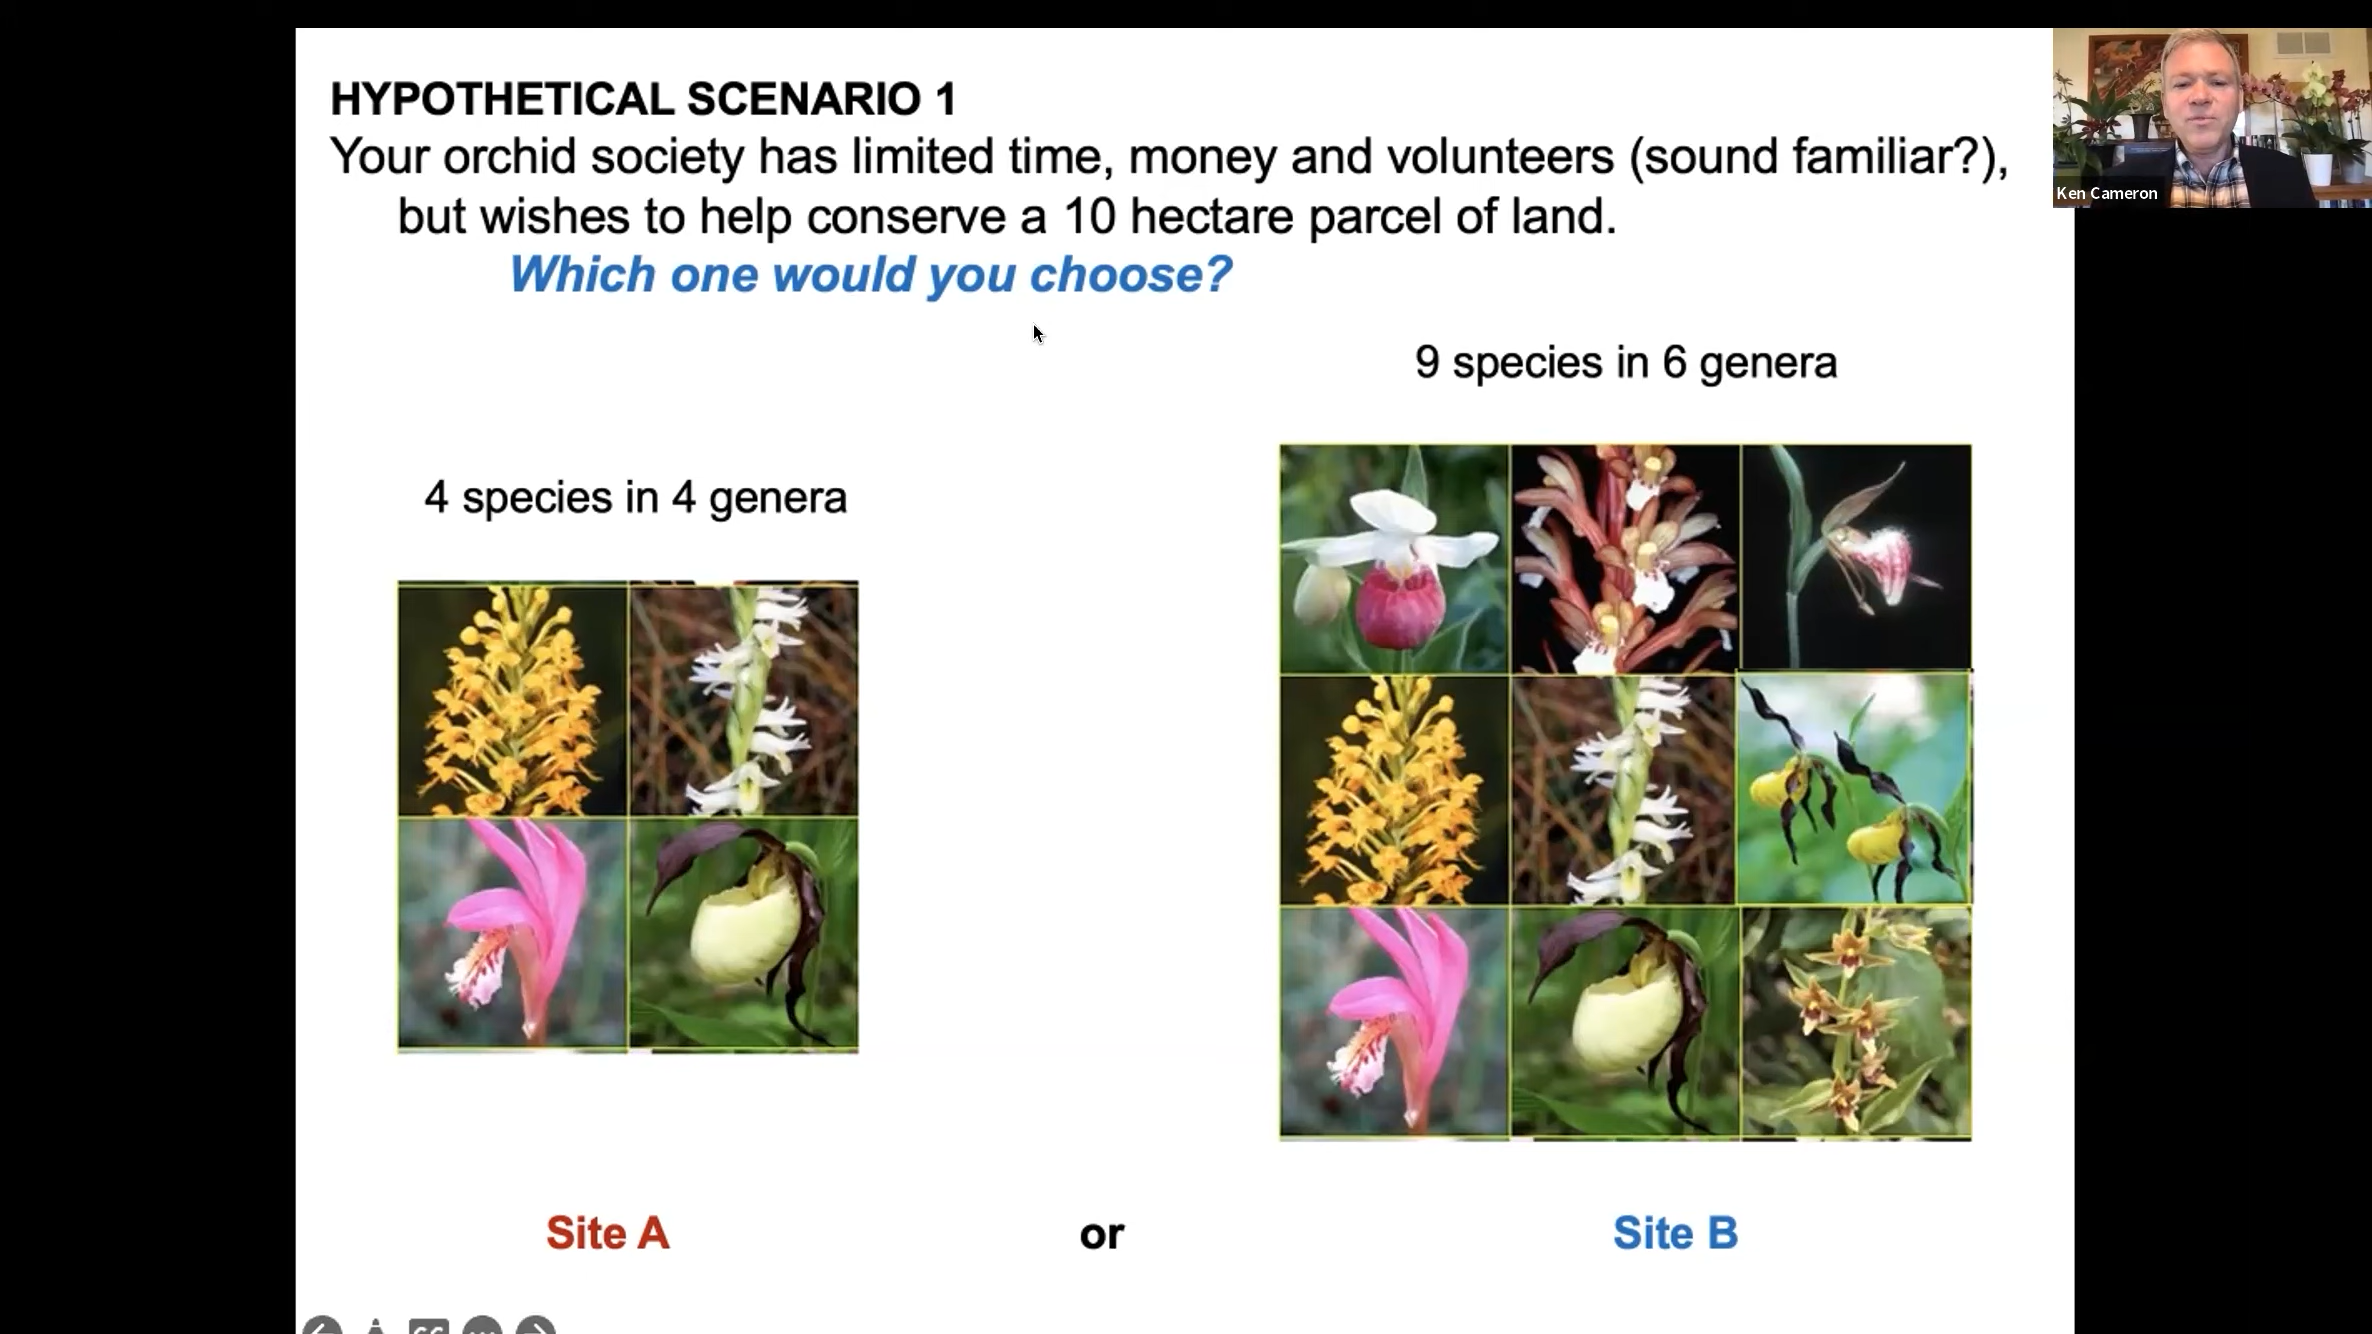 HYPOTHETICAL SCENARIO 1
Your orchid society has limited time, money and volunteers (sound familiar?),
but wishes to help conserve a 10 hectare parcel of land.
Which one would you choose?
Ken Cameron
9 species in 6 genera
4 species in 4 genera
Site A
or
Site B